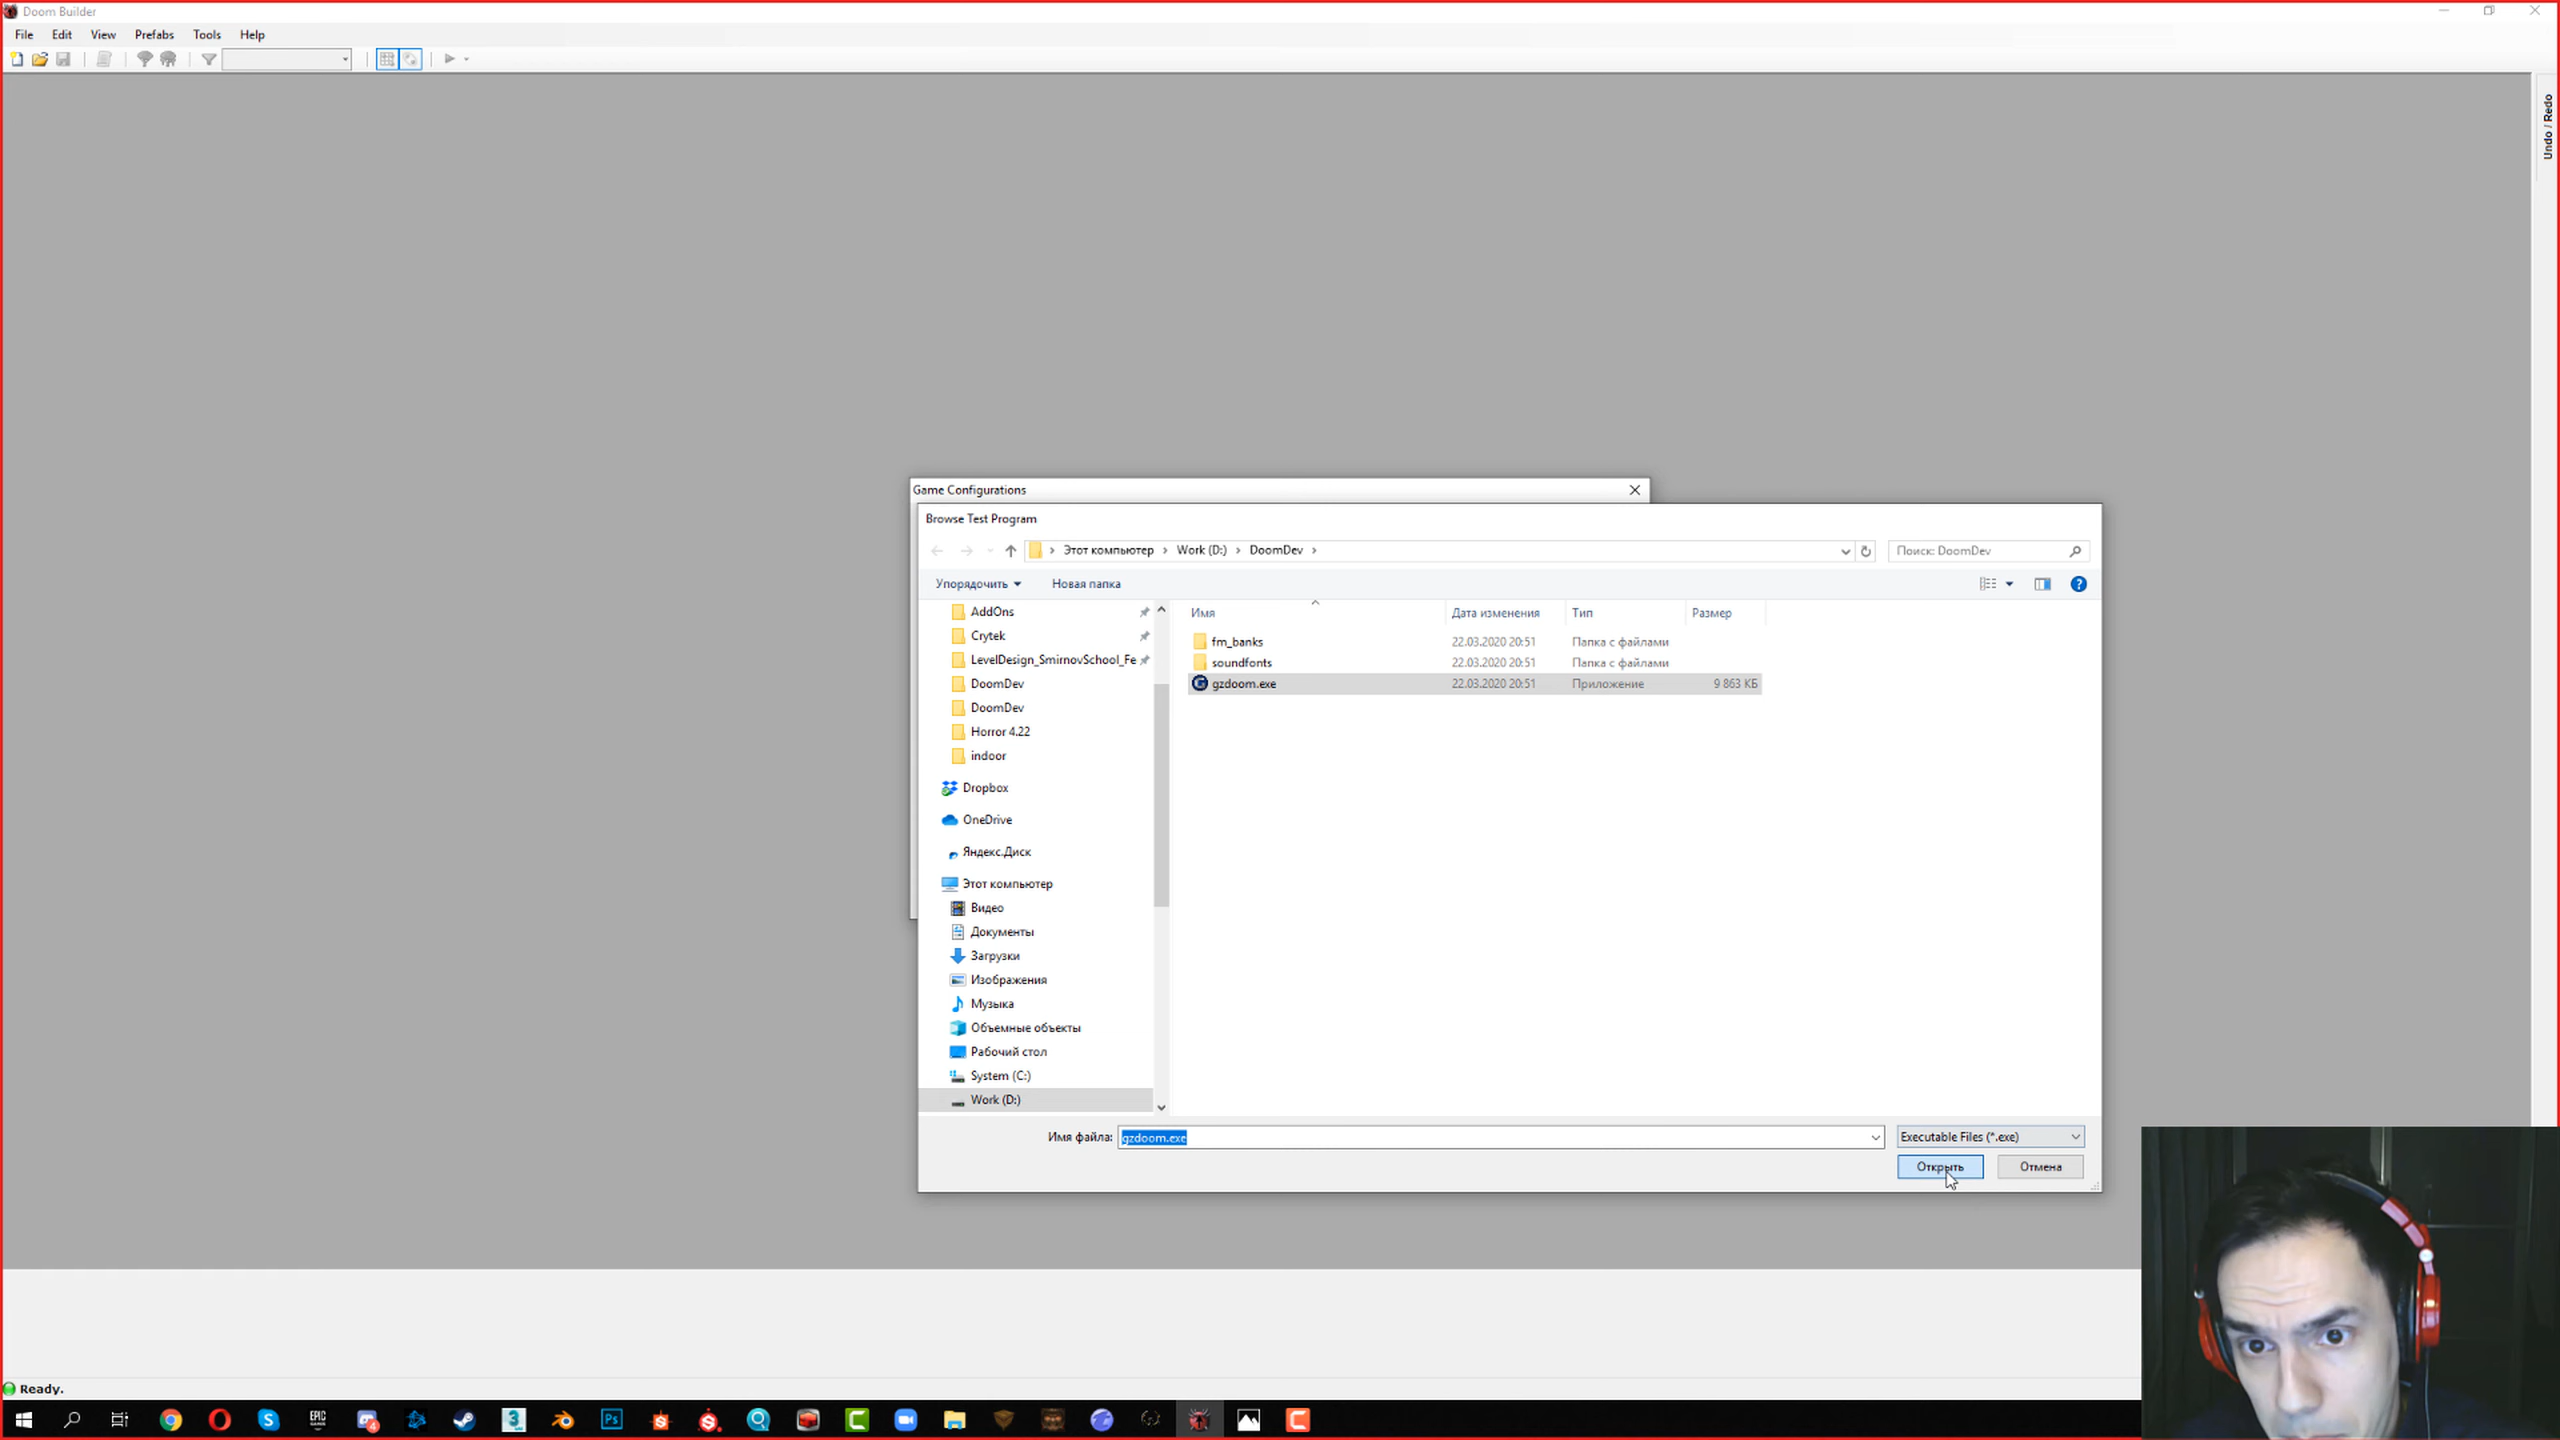 Doom Builder
File Edit View Prefabs Tools Help
Undo / Redo
Game Configurations
Browse Test Program
Этот компьютер › Work (D:) › DoomDev ›
Поиск: DoomDev
Упорядочить Новая папка
Имя Дата изменения Тип Размер
AddOns
Crytek
LevelDesign_SmirnovSchool_Fe
DoomDev
DoomDev
Horror 4.22
indoor
Dropbox
OneDrive
Яндекс.Диск
Этот компьютер
Видео
Документы
Загрузки
Изображения
Музыка
Объемные объекты
Рабочий стол
System (C:)
Work (D:)
fm_banks 22.03.2020 20:51 Папка с файлами
soundfonts 22.03.2020 20:51 Папка с файлами
gzdoom.exe 22.03.2020 20:51 Приложение 9 863 КБ
Имя файла: gzdoom.exe Executable Files (*.exe)
Открыть Отмена
Ready.
EPIC GAMES
Ps